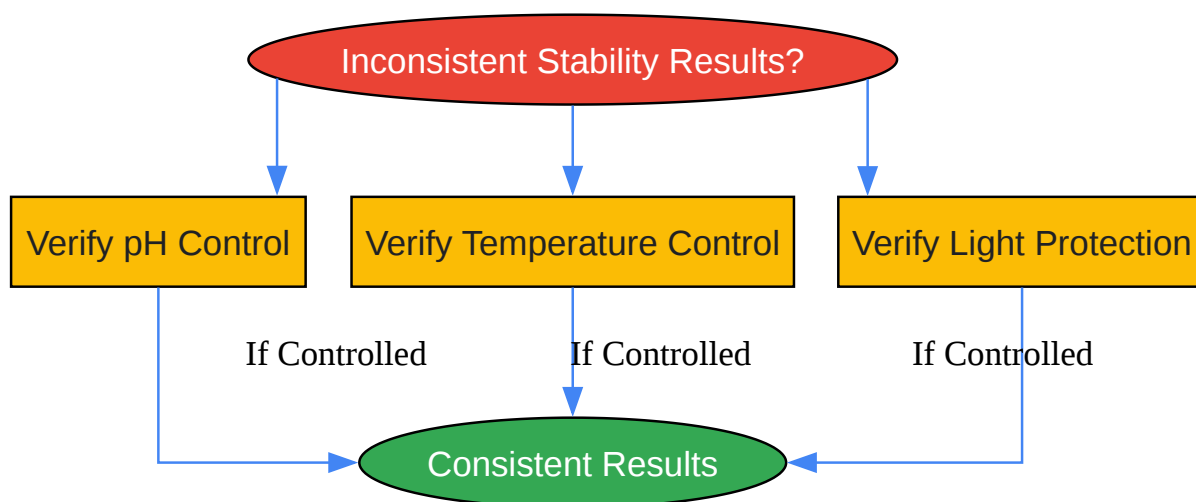 Inconsistent Stability Results?
Verify pH Control
Verify Temperature Control
Verify Light Protection
If Controlled
If Controlled
If Controlled
Consistent Results